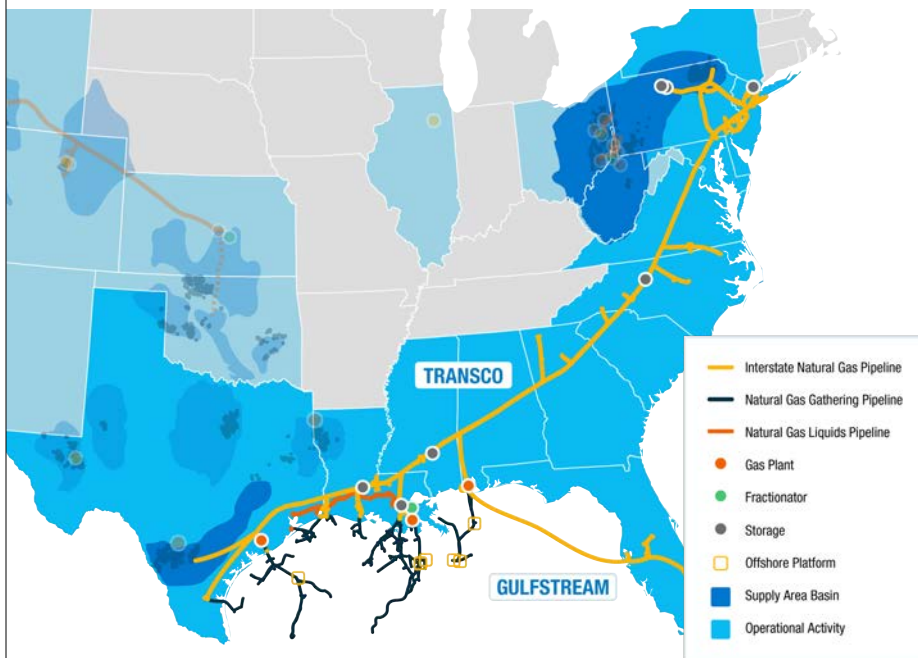 TRANSCO
GULFSTREAM
Interstate Natural Gas Pipeline
Natural Gas Gathering Pipeline
Natural Gas Liquids Pipeline
Gas Plant
Fractionator
Storage
Offshore Platform
Supply Area Basin
Operational Activity